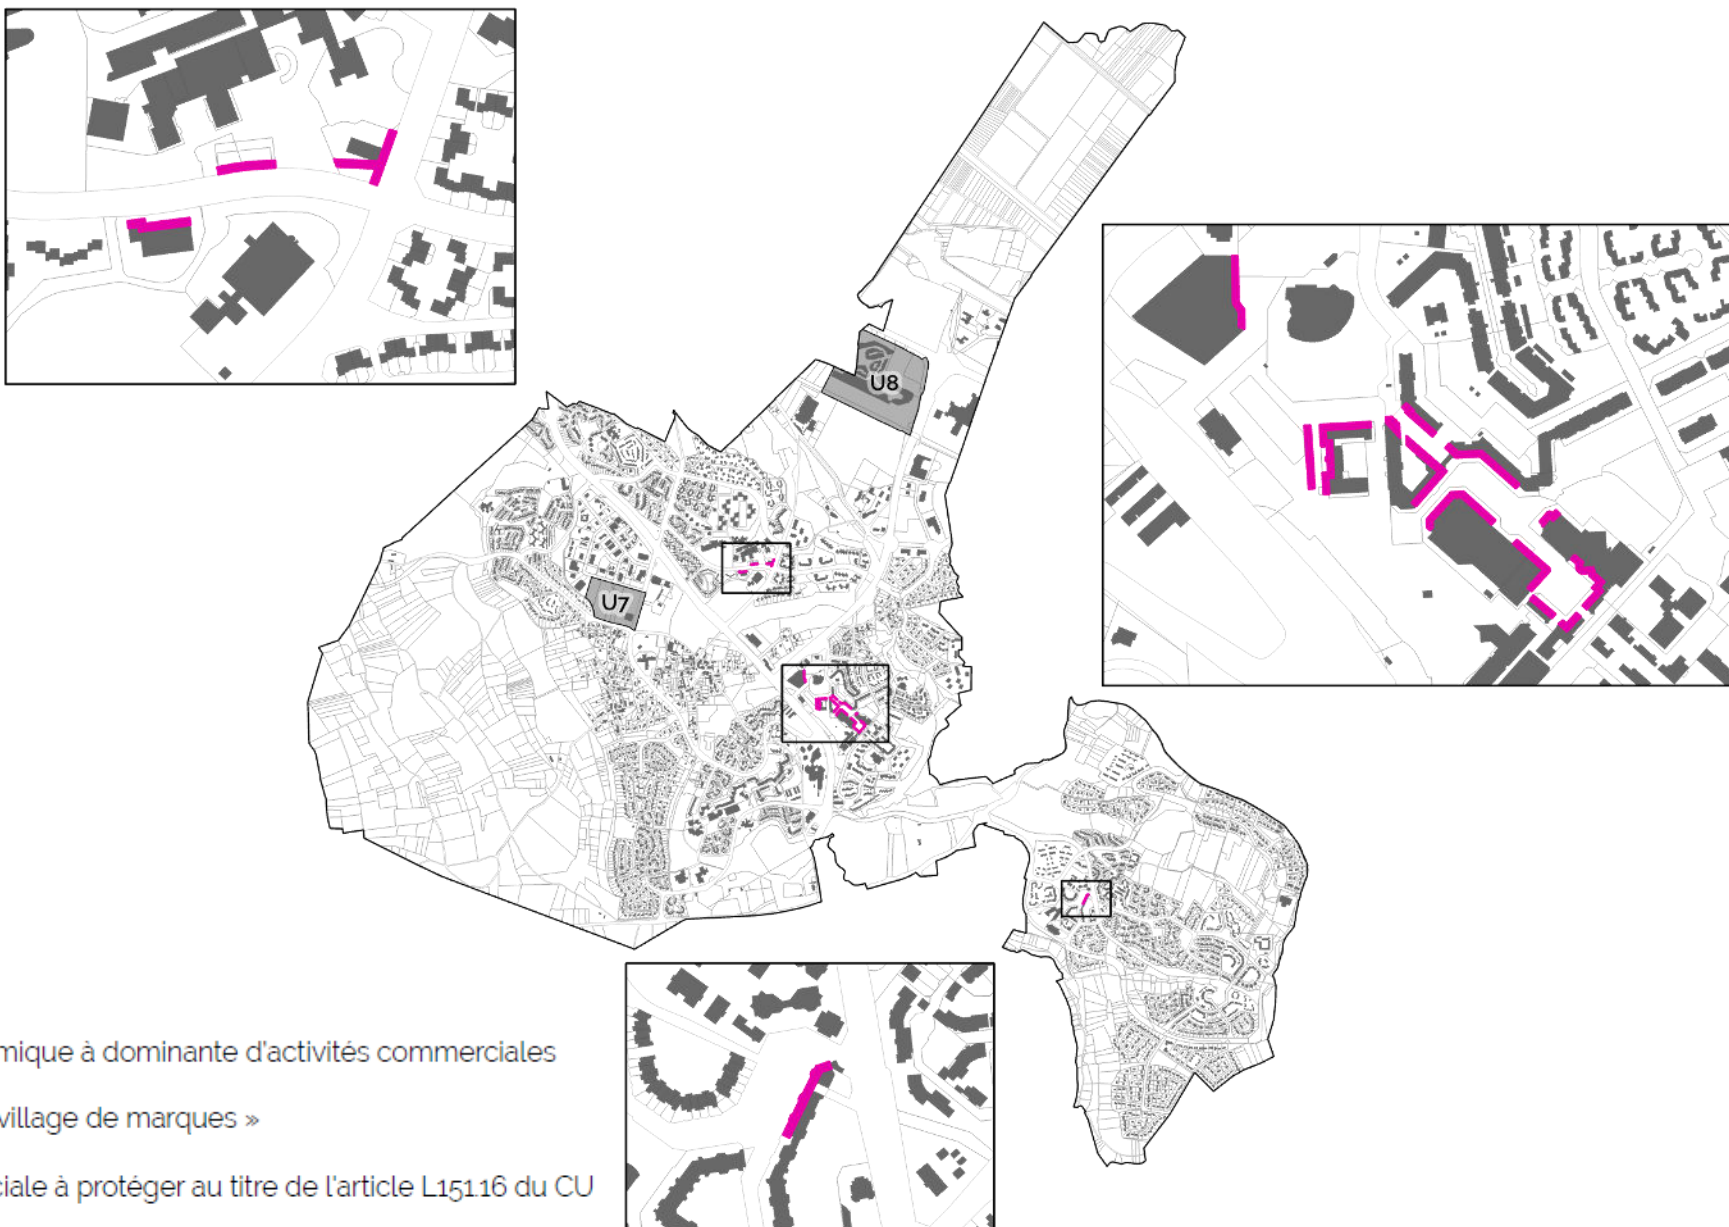 U8
U7
mique à dominante d'activités commerciales
village de marques »
ciale à protéger au titre de l'article L151.16 du CU